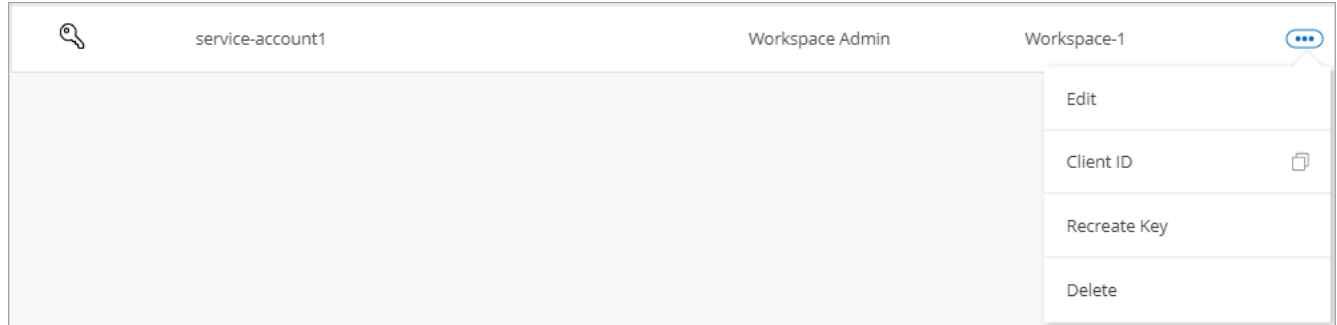 service-account1 Workspace Admin Workspace-1
Edit
Client ID
Recreate Key
Delete